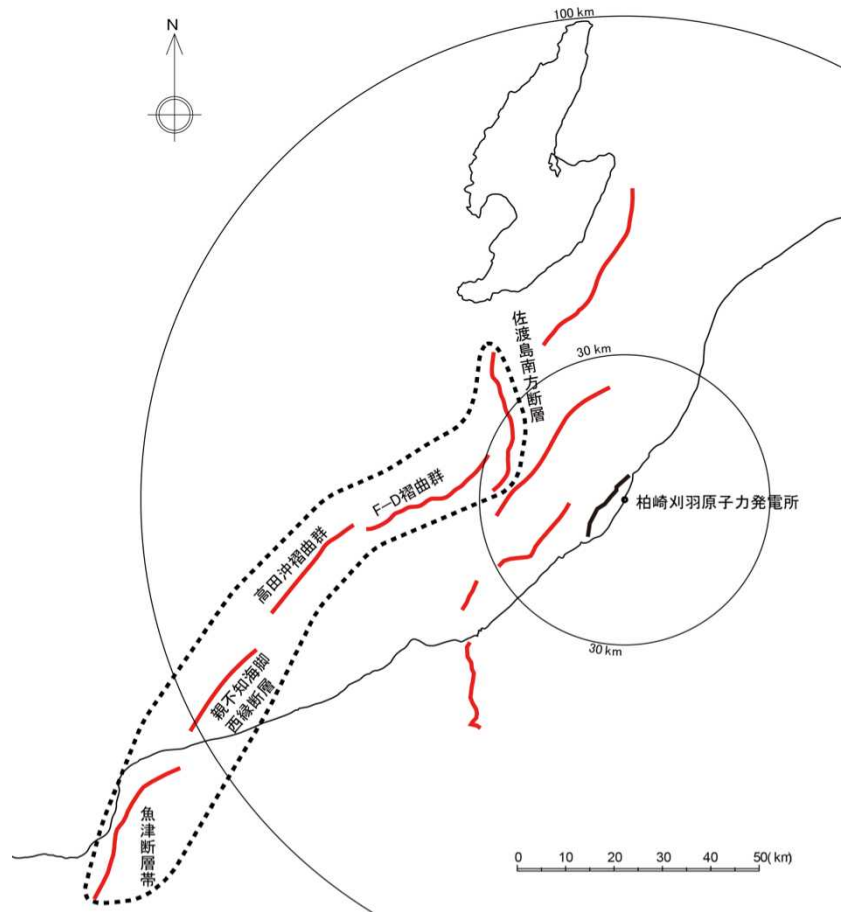 100 km
N
佐渡島南方断層
30 km
F-D褶曲群
柏崎刈羽原子力発電所
高田沖褶曲群
30 km
親不知海脚
西縁断層
魚津断層帯
0 10 20 30 40 50(km)